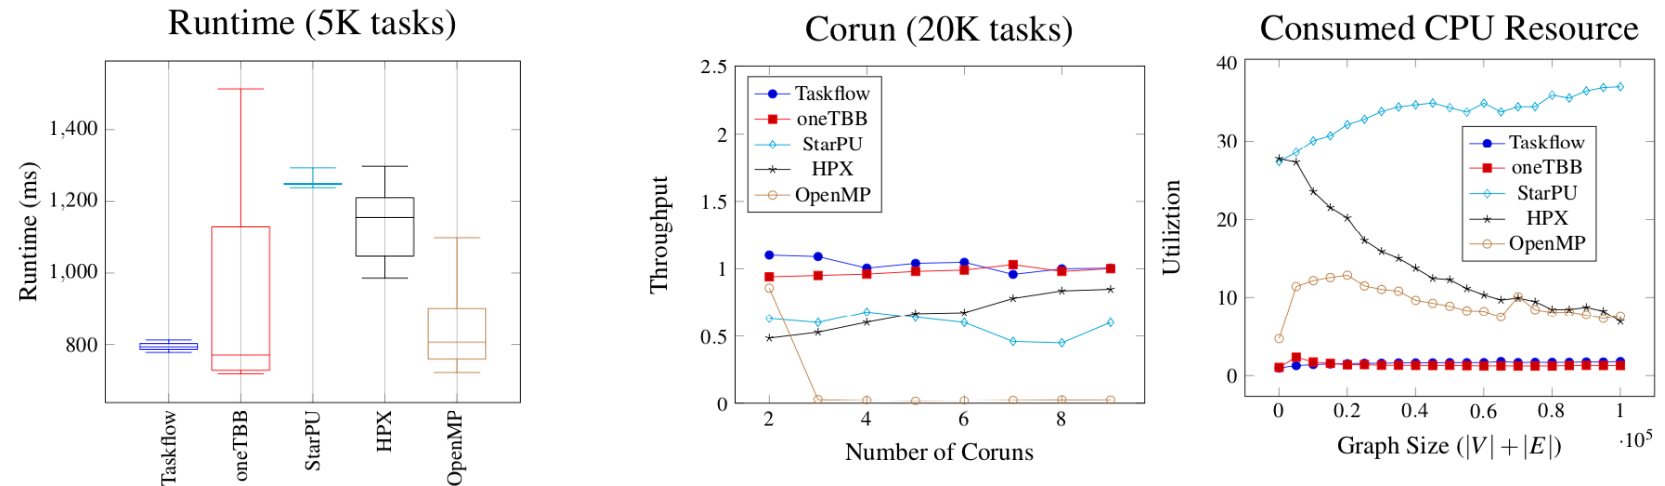 Runtime (5K tasks)
1,400
1,200
1,000
800
Runtime (ms)
Taskflow
oneTBB
StarPU
HPX
OpenMP
Corun (20K tasks)
2.5
2
1.5
1
0.5
0
Throughput
Taskflow
oneTBB
StarPU
HPX
OpenMP
2 4 6 8
Number of Coruns
Consumed CPU Resource
40
30
20
10
0
Utiliztion
Taskflow
oneTBB
StarPU
HPX
OpenMP
0 0.2 0.4 0.6 0.8 1
·10⁵
Graph Size (|V| + |E|)